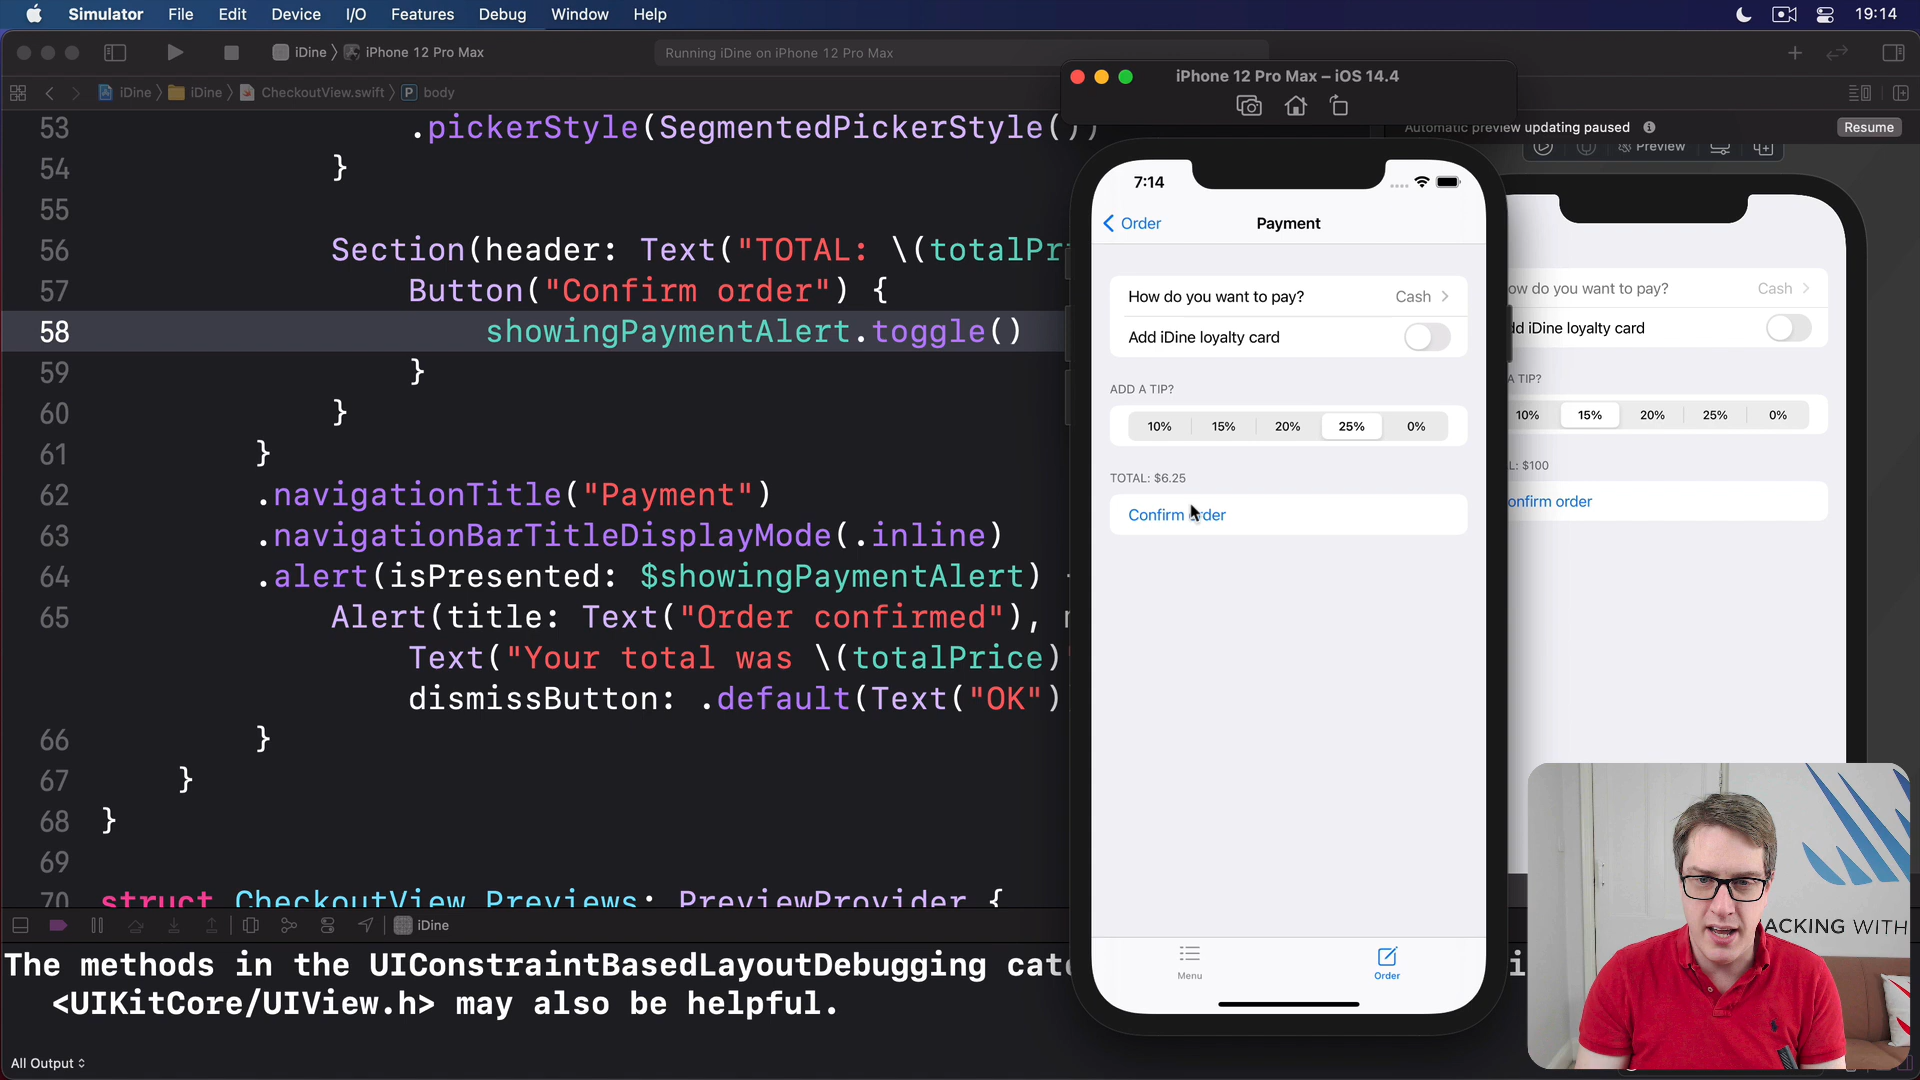 Simulator File Edit Device I/O Features Debug Window Help 19:14
iDine iPhone 12 Pro Max Running iDine on iPhone 12 Pro Max
iPhone 12 Pro Max – iOS 14.4
iDine iDine CheckoutView.swift P body
Automatic preview updating paused Resume
Preview
53 .pickerStyle(SegmentedPickerStyle())
54 }
55
56 Section(header: Text("TOTAL: \(totalPr
57 Button("Confirm order") {
58 showingPaymentAlert.toggle()
59 }
60 }
61 }
62 .navigationTitle("Payment")
63 .navigationBarTitleDisplayMode(.inline)
64 .alert(isPresented: $showingPaymentAlert)
65 Alert(title: Text("Order confirmed"),
Text("Your total was \(totalPrice)
dismissButton: .default(Text("OK")
66 }
67 }
68 }
69
70 struct CheckoutView_Previews: PreviewProvider {
7:14
Order Payment
How do you want to pay? Cash
Add iDine loyalty card
ADD A TIP?
10% 15% 20% 25% 0%
TOTAL: $6.25
Confirm order
Menu Order
ow do you want to pay? Cash
dd iDine loyalty card
A TIP?
10% 15% 20% 25% 0%
L: $100
onfirm order
iDine
The methods in the UIConstraintBasedLayoutDebugging cat
<UIKitCore/UIView.h> may also be helpful.
All Output
ACKING WITH